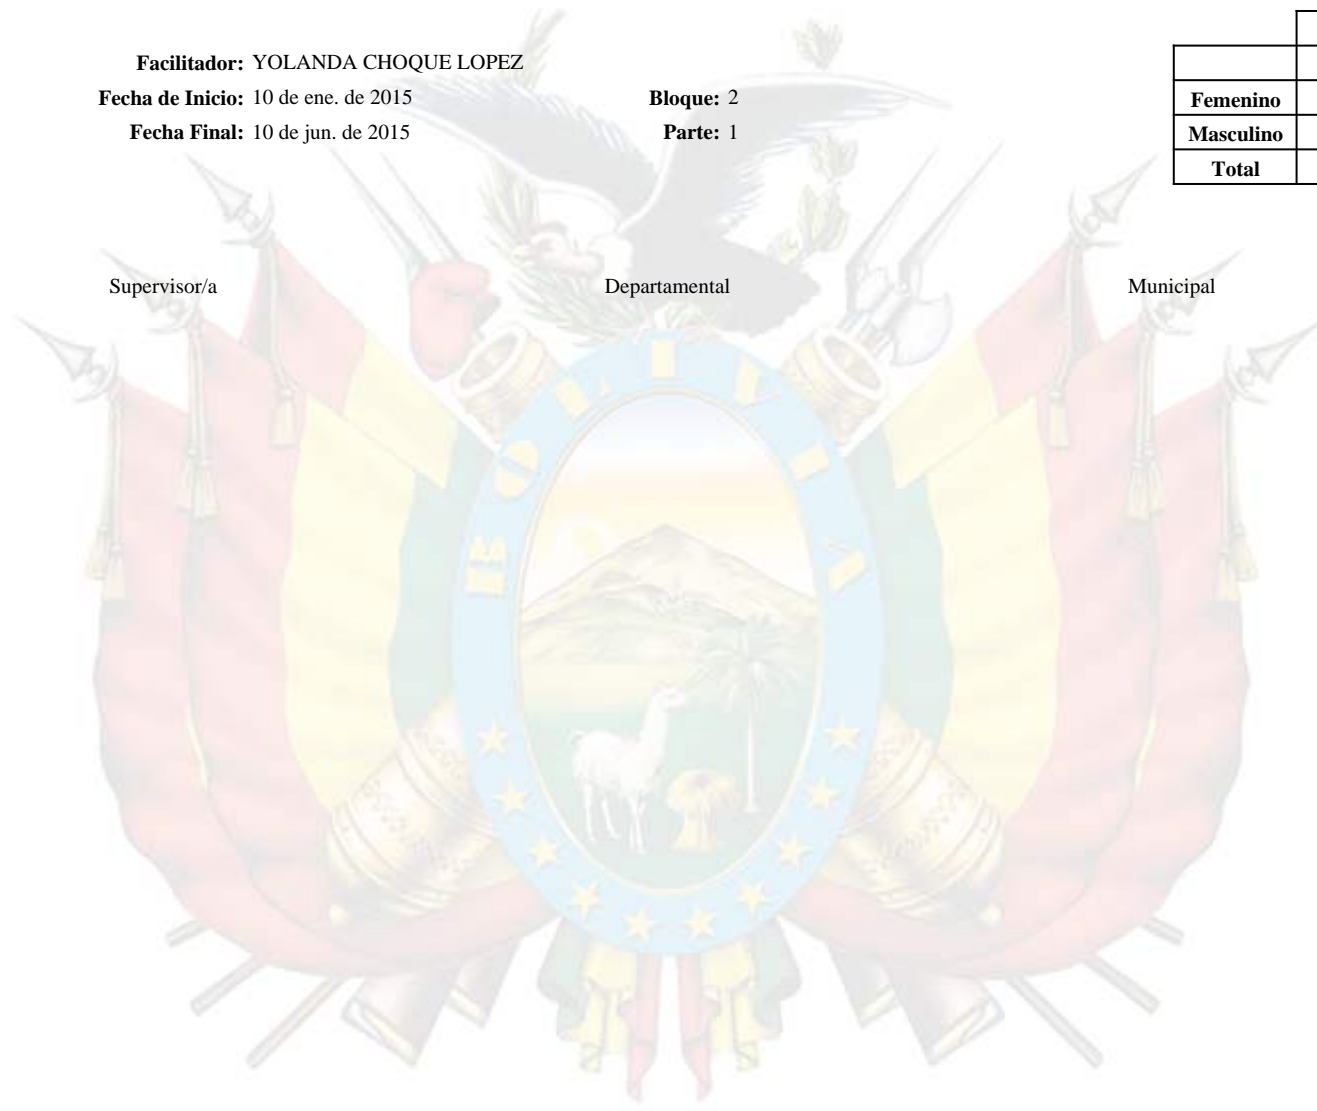 Facilitador: YOLANDA CHOQUE LOPEZ
Fecha de Inicio: 10 de ene. de 2015 Bloque: 2
Femenino
Fecha Final: 10 de jun. de 2015 Parte: 1
Masculino
Total
Supervisor/a Departamental Municipal
BOLIVIA